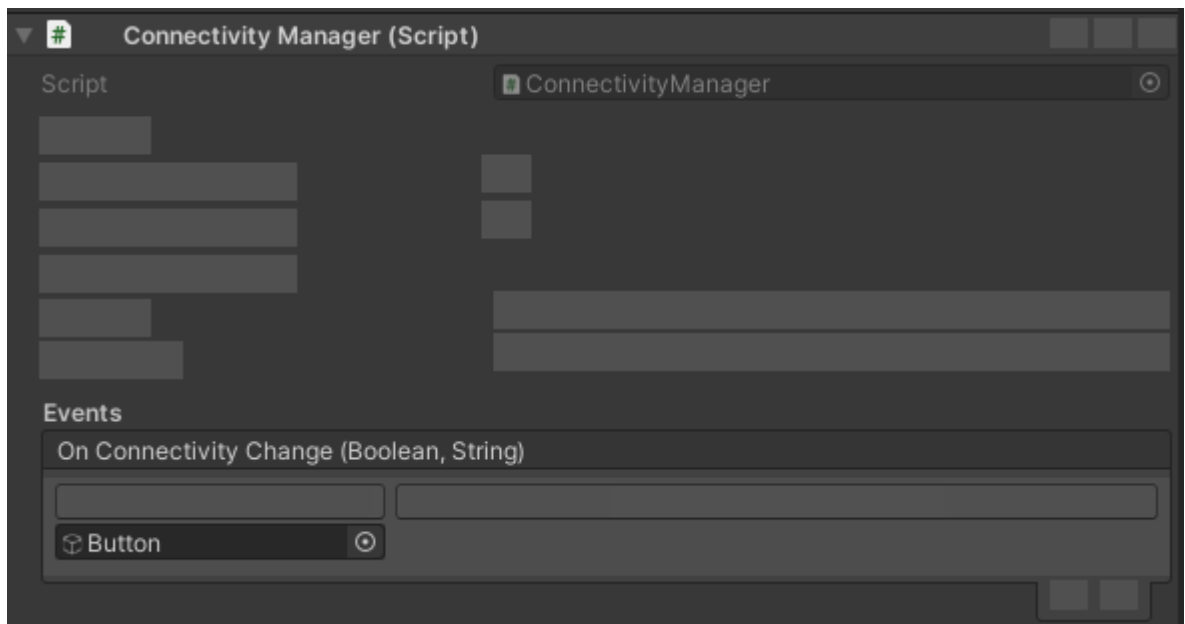 # Connectivity Manager (Script)
Script # ConnectivityManager
Events
On Connectivity Change (Boolean, String)
Button